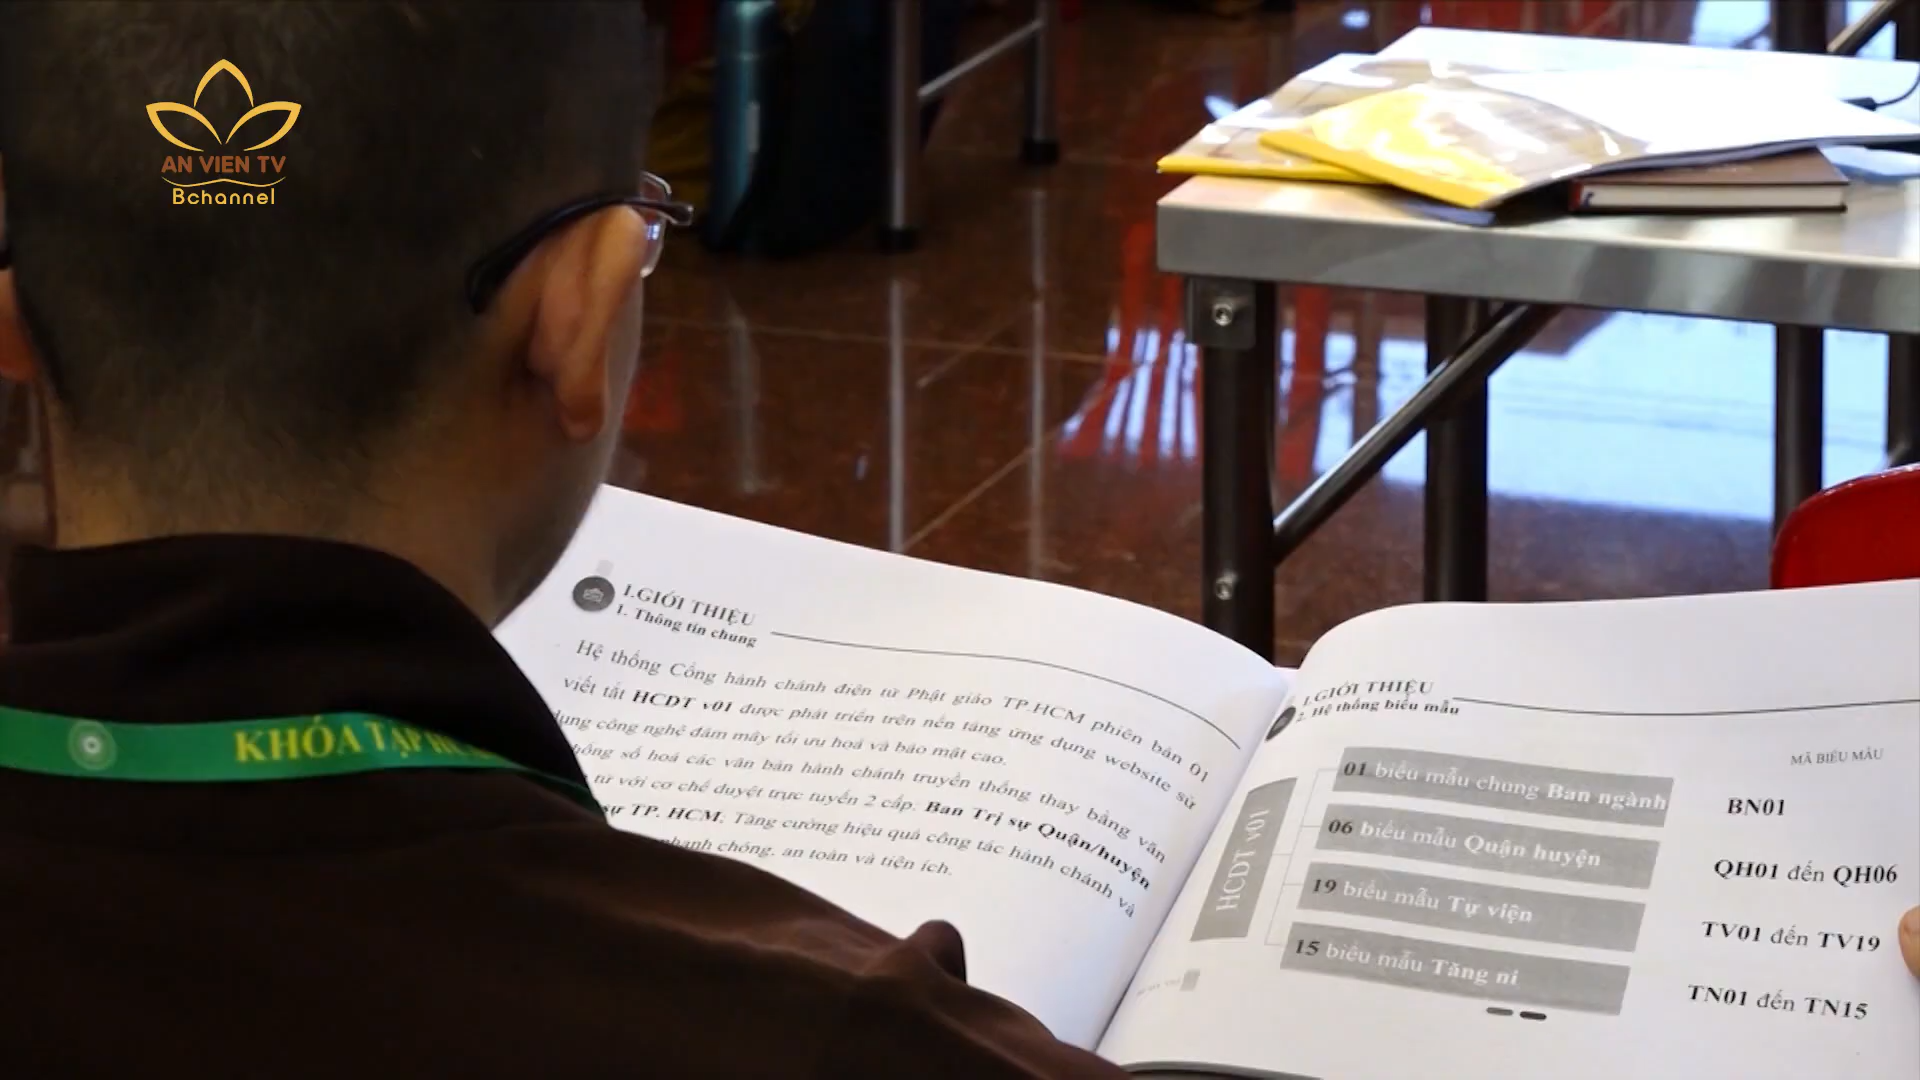 AN VIEN TV
Bchannel
KHÓA TẬP
I.GIỚI THIỆU
1. Thông tin chung
Hệ thống Cổng hành chánh điện tử Phật giáo TP.HCM phiên bản 01
viết tắt HCDT v01 được phát triển trên nền tảng ứng dụng website sử
dụng công nghệ đám mây tối ưu hoá và bảo mật cao.
số hoá các văn bản hành chánh truyền thống thay bằng văn
tử với cơ chế duyệt trực tuyến 2 cấp. Ban Trị sự Quận/huyện
sự TP. HCM; Tăng cường hiệu quả công tác hành chánh và
nhanh chóng, an toàn và tiện ích.
I.GIỚI THIỆU
2. Hệ thống biểu mẫu
MÃ BIỂU MẪU
HCDT v01
01 biểu mẫu chung Ban ngành
BN01
06 biểu mẫu Quận huyện
QH01 đến QH06
19 biểu mẫu Tự viện
TV01 đến TV19
15 biểu mẫu Tăng ni
TN01 đến TN15